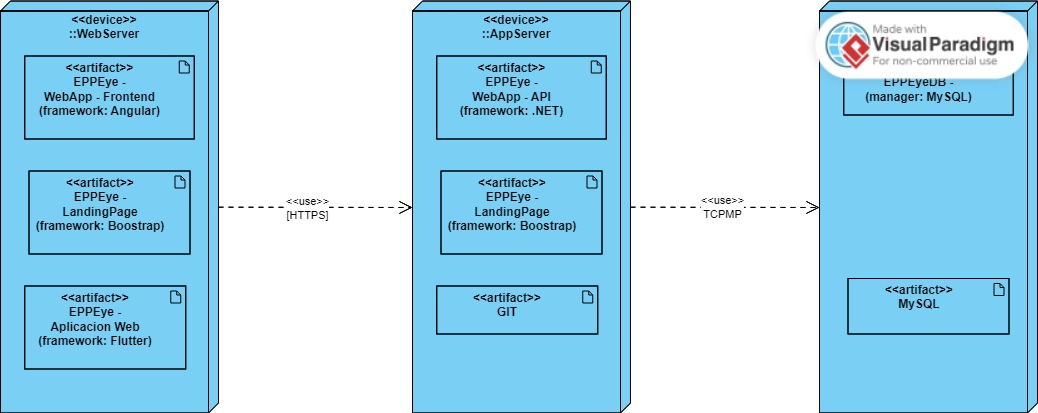 <<device>>
::WebServer
<<artifact>>
EPPEye -
WebApp - Frontend
(framework: Angular)
<<artifact>>
EPPEye -
LandingPage
(framework: Boostrap)
<<artifact>>
EPPEye -
Aplicacion Web
(framework: Flutter)
<<use>>
[HTTPS]
<<device>>
::AppServer
<<artifact>>
EPPEye -
WebApp - API
(framework: .NET)
<<artifact>>
EPPEye -
LandingPage
(framework: Boostrap)
<<artifact>>
GIT
<<use>>
TCPMP
Made with
Visual Paradigm
For non-commercial use
EPPEyeDB -
(manager: MySQL)
<<artifact>>
MySQL